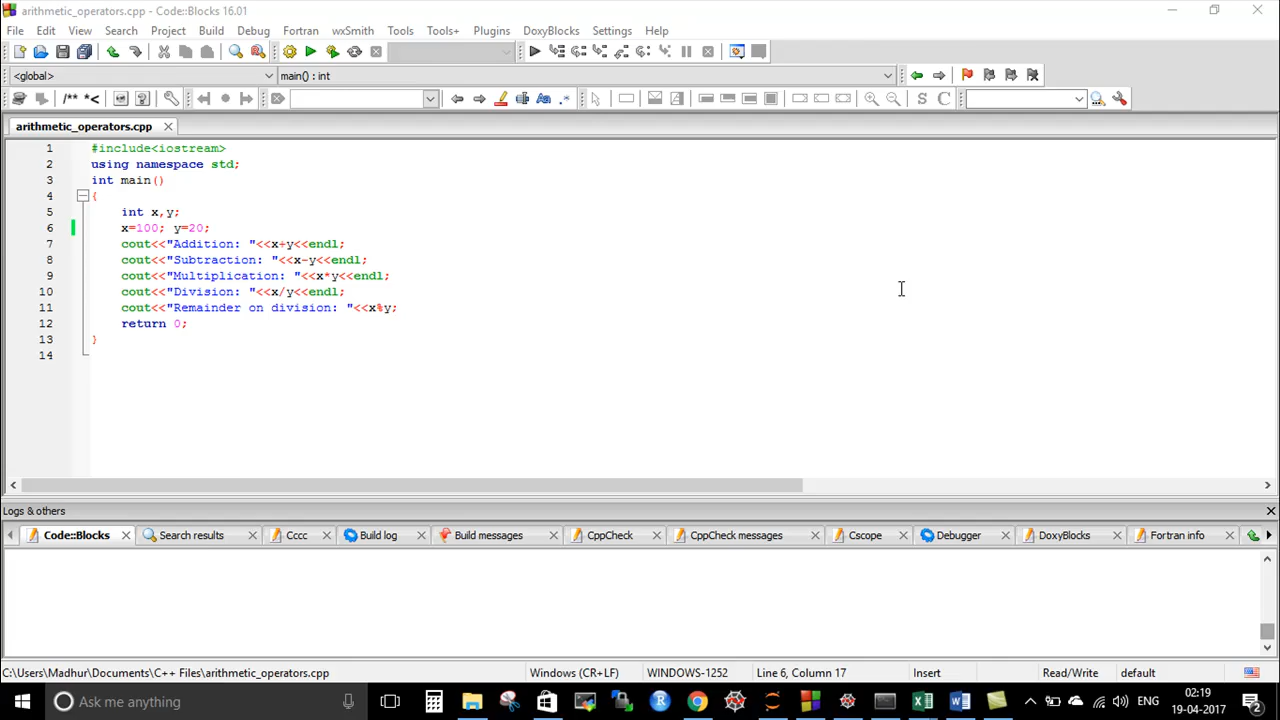 arithmetic_operators.cpp - Code::Blocks 16.01
File Edit View Search Project Build Debug Fortran wxSmith Tools Tools+ Plugins DoxyBlocks Settings Help
<global> main() : int
/** *<
S C
arithmetic_operators.cpp
1 #include<iostream>
2 using namespace std;
3 int main()
4 {
5 int x,y;
6 x=100; y=20;
7 cout<<"Addition: "<<x+y<<endl;
8 cout<<"Subtraction: "<<x-y<<endl;
9 cout<<"Multiplication: "<<x*y<<endl;
10 cout<<"Division: "<<x/y<<endl;
11 cout<<"Remainder on division: "<<x%y;
12 return 0;
13 }
14
Logs & others
Code::Blocks Search results Cccc Build log Build messages CppCheck CppCheck messages Cscope Debugger DoxyBlocks Fortran info
C:\Users\Madhur\Documents\C++ Files\arithmetic_operators.cpp Windows (CR+LF) WINDOWS-1252 Line 6, Column 17 Insert Read/Write default
Ask me anything ENG 02:19
19-04-2017